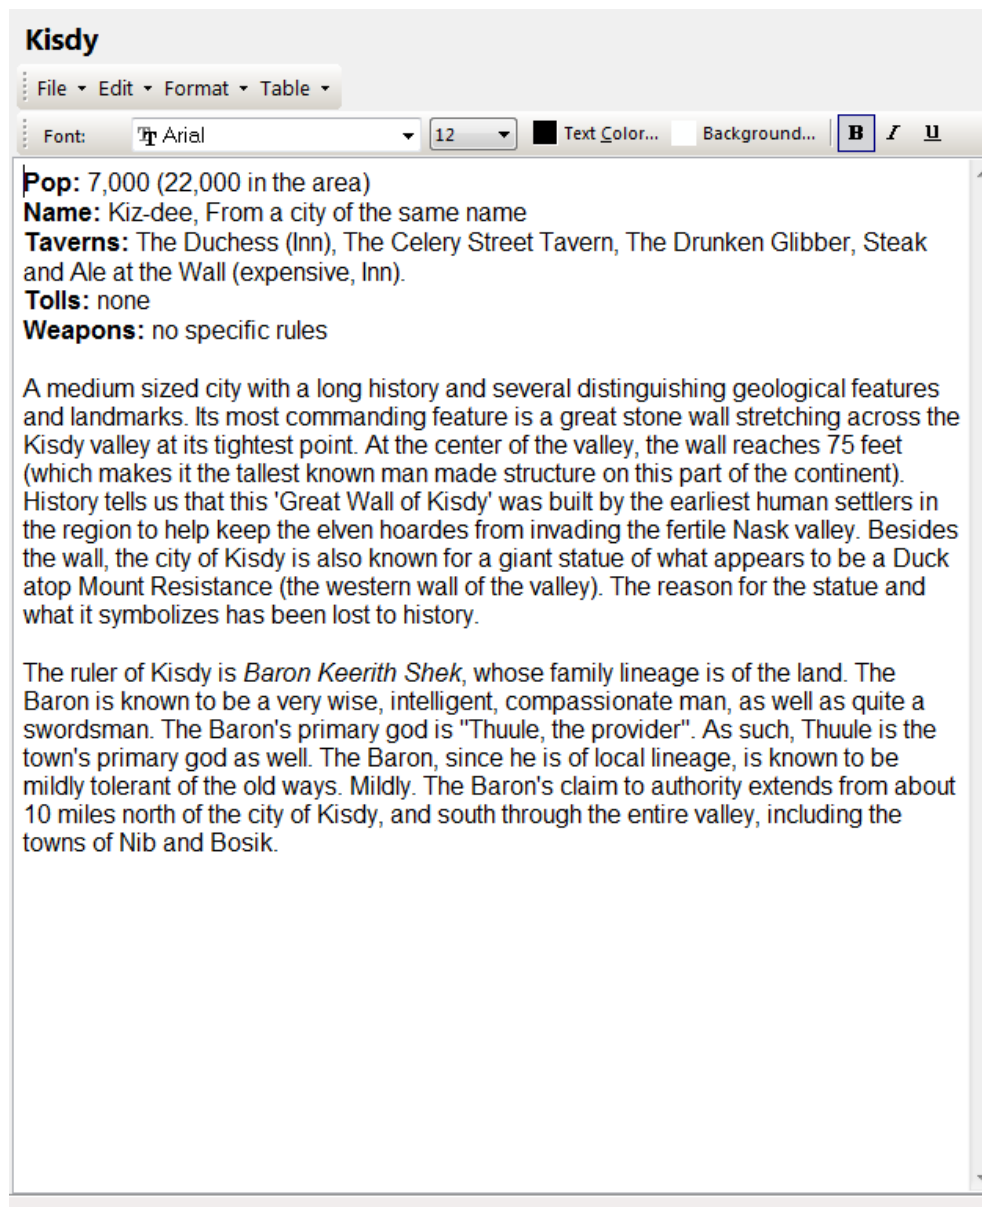 Kisdy
File Edit Format Table
Font: Arial 12 Text Color... Background... B I u
Pop: 7,000 (22,000 in the area)
Name: Kiz-dee, From a city of the same name
Taverns: The Duchess (Inn), The Celery Street Tavern, The Drunken Glibber, Steak
and Ale at the Wall (expensive, Inn).
Tolls: none
Weapons: no specific rules
A medium sized city with a long history and several distinguishing geological features
and landmarks. Its most commanding feature is a great stone wall stretching across the
Kisdy valley at its tightest point. At the center of the valley, the wall reaches 75 feet
(which makes it the tallest known man made structure on this part of the continent).
History tells us that this 'Great Wall of Kisdy' was built by the earliest human settlers in
the region to help keep the elven hoardes from invading the fertile Nask valley. Besides
the wall, the city of Kisdy is also known for a giant statue of what appears to be a Duck
atop Mount Resistance (the western wall of the valley). The reason for the statue and
what it symbolizes has been lost to history.
The ruler of Kisdy is Baron Keerith Shek, whose family lineage is of the land. The
Baron is known to be a very wise, intelligent, compassionate man, as well as quite a
swordsman. The Baron's primary god is "Thuule, the provider". As such, Thuule is the
town's primary god as well. The Baron, since he is of local lineage, is known to be
mildly tolerant of the old ways. Mildly. The Baron's claim to authority extends from about
10 miles north of the city of Kisdy, and south through the entire valley, including the
towns of Nib and Bosik.